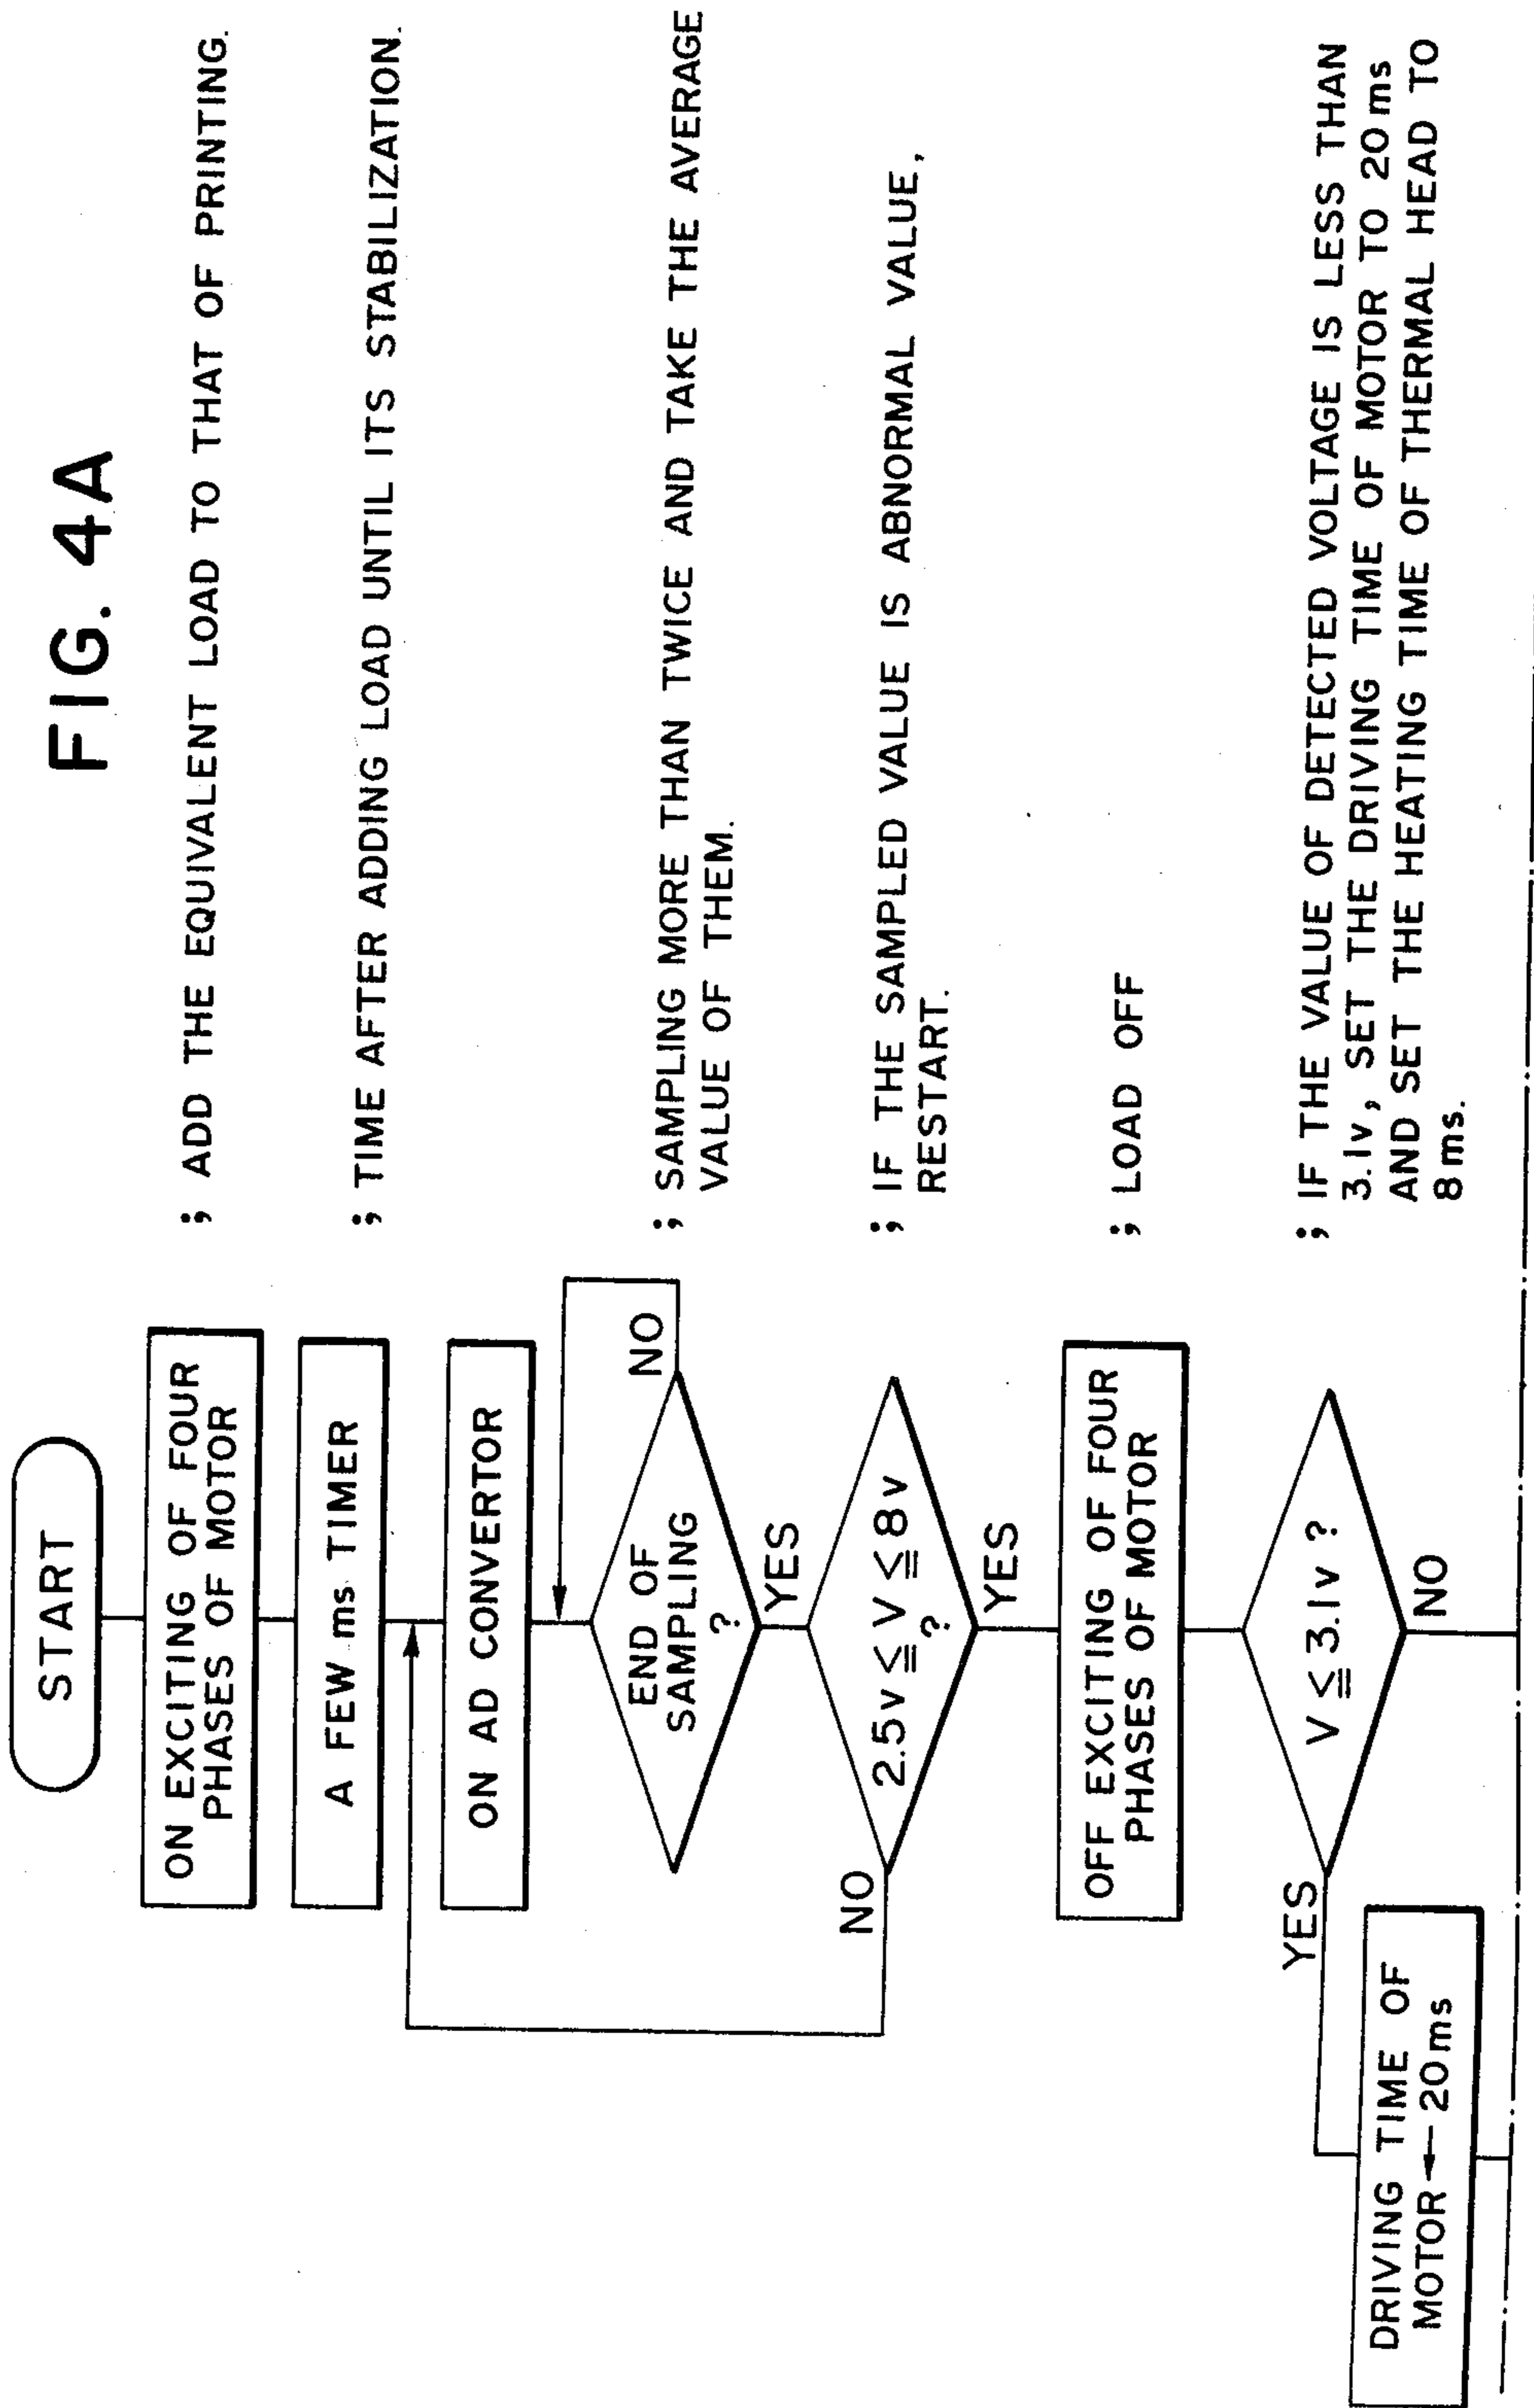 FIG. 4A
START
ON EXCITING OF FOUR
PHASES OF MOTOR
; ADD THE EQUIVALENT LOAD TO THAT OF PRINTING.
A FEW ms TIMER
; TIME AFTER ADDING LOAD UNTIL ITS STABILIZATION.
ON AD CONVERTOR
END OF
SAMPLING
?
NO
YES
; SAMPLING MORE THAN TWICE AND TAKE THE AVERAGE
VALUE OF THEM.
2.5v ≦ V ≦ 8v
?
NO
YES
; IF THE SAMPLED VALUE IS ABNORMAL VALUE,
RESTART.
OFF EXCITING OF FOUR
PHASES OF MOTOR
; LOAD OFF
V ≦ 3.1v ?
YES
NO
; IF THE VALUE OF DETECTED VOLTAGE IS LESS THAN
3.1v, SET THE DRIVING TIME OF MOTOR TO 20ms
AND SET THE HEATING TIME OF THERMAL HEAD TO
8ms.
DRIVING TIME OF
MOTOR ← 20ms